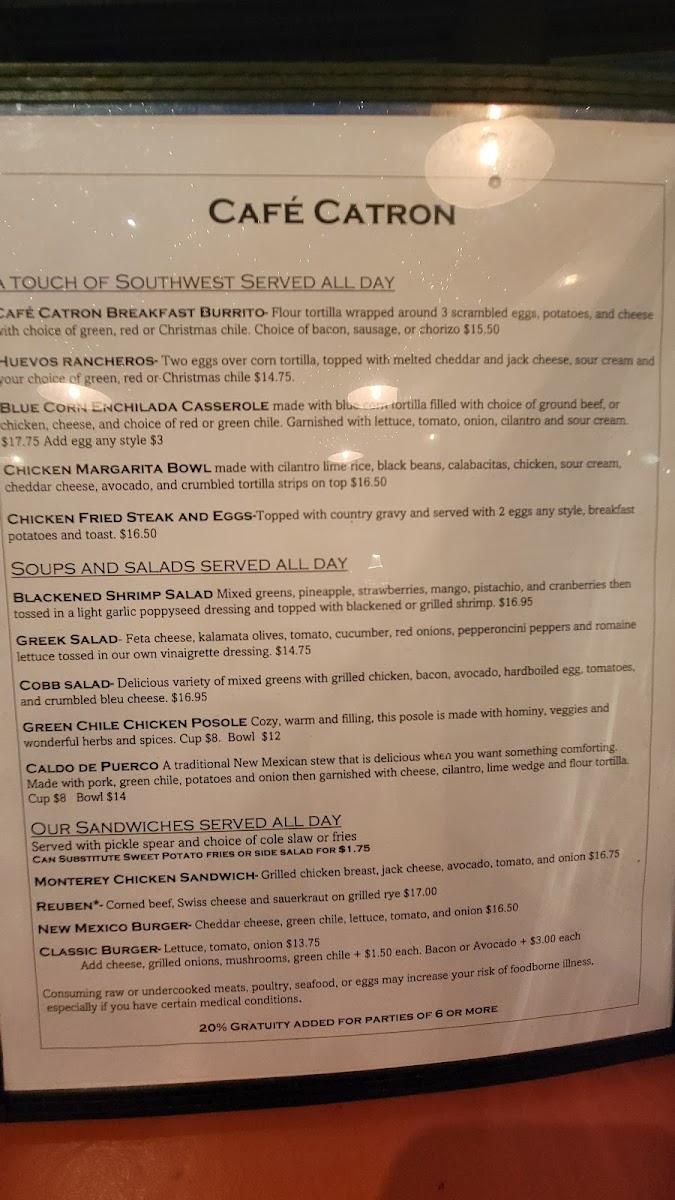 CAFÉ CATRON
A TOUCH OF SOUTHWEST SERVED ALL DAY
CAFÉ CATRON BREAKFAST BURRITO- Flour tortilla wrapped around 3 scrambled eggs, potatoes, and cheese
with choice of green, red or Christmas chile. Choice of bacon, sausage, or chorizo $15.50
HUEVOS RANCHEROS- Two eggs over corn tortilla, topped with melted cheddar and jack cheese, sour cream and
your choice of green, red or Christmas chile $14.75.
BLUE CORN ENCHILADA CASSEROLE made with blue corn tortilla filled with choice of ground beef, or
chicken, cheese, and choice of red or green chile. Garnished with lettuce, tomato, onion, cilantro and sour cream.
$17.75 Add egg any style $3
CHICKEN MARGARITA BOWL made with cilantro lime rice, black beans, calabacitas, chicken, sour cream,
cheddar cheese, avocado, and crumbled tortilla strips on top $16.50
CHICKEN FRIED STEAK AND EGGS-Topped with country gravy and served with 2 eggs any style, breakfast
potatoes and toast. $16.50
SOUPS AND SALADS SERVED ALL DAY
BLACKENED SHRIMP SALAD Mixed greens, pineapple, strawberries, mango, pistachio, and cranberries then
tossed in a light garlic poppyseed dressing and topped with blackened or grilled shrimp. $16.95
GREEK SALAD- Feta cheese, kalamata olives, tomato, cucumber, red onions, pepperoncini peppers and romaine
lettuce tossed in our own vinaigrette dressing. $14.75
COBB SALAD- Delicious variety of mixed greens with grilled chicken, bacon, avocado, hardboiled egg, tomatoes,
and crumbled bleu cheese. $16.95
GREEN CHILE CHICKEN POSOLE Cozy, warm and filling, this posole is made with hominy, veggies and
wonderful herbs and spices. Cup $8. Bowl $12
CALDO DE PUERCO A traditional New Mexican stew that is delicious when you want something comforting.
Made with pork, green chile, potatoes and onion then garnished with cheese, cilantro, lime wedge and flour tortilla.
Cup $8 Bowl $14
OUR SANDWICHES SERVED ALL DAY
Served with pickle spear and choice of cole slaw or fries
CAN SUBSTITUTE SWEET POTATO FRIES OR SIDE SALAD FOR $1.75
MONTEREY CHICKEN SANDWICH- Grilled chicken breast, jack cheese, avocado, tomato, and onion $16.75
REUBEN*- Corned beef, Swiss cheese and sauerkraut on grilled rye $17.00
NEW MEXICO BURGER- Cheddar cheese, green chile, lettuce, tomato, and onion $16.50
CLASSIC BURGER- Lettuce, tomato, onion $13.75
Add cheese, grilled onions, mushrooms, green chile + $1.50 each. Bacon or Avocado + $3.00 each
Consuming raw or undercooked meats, poultry, seafood, or eggs may increase your risk of foodborne illness,
especially if you have certain medical conditions.
20% GRATUITY ADDED FOR PARTIES OF 6 OR MORE